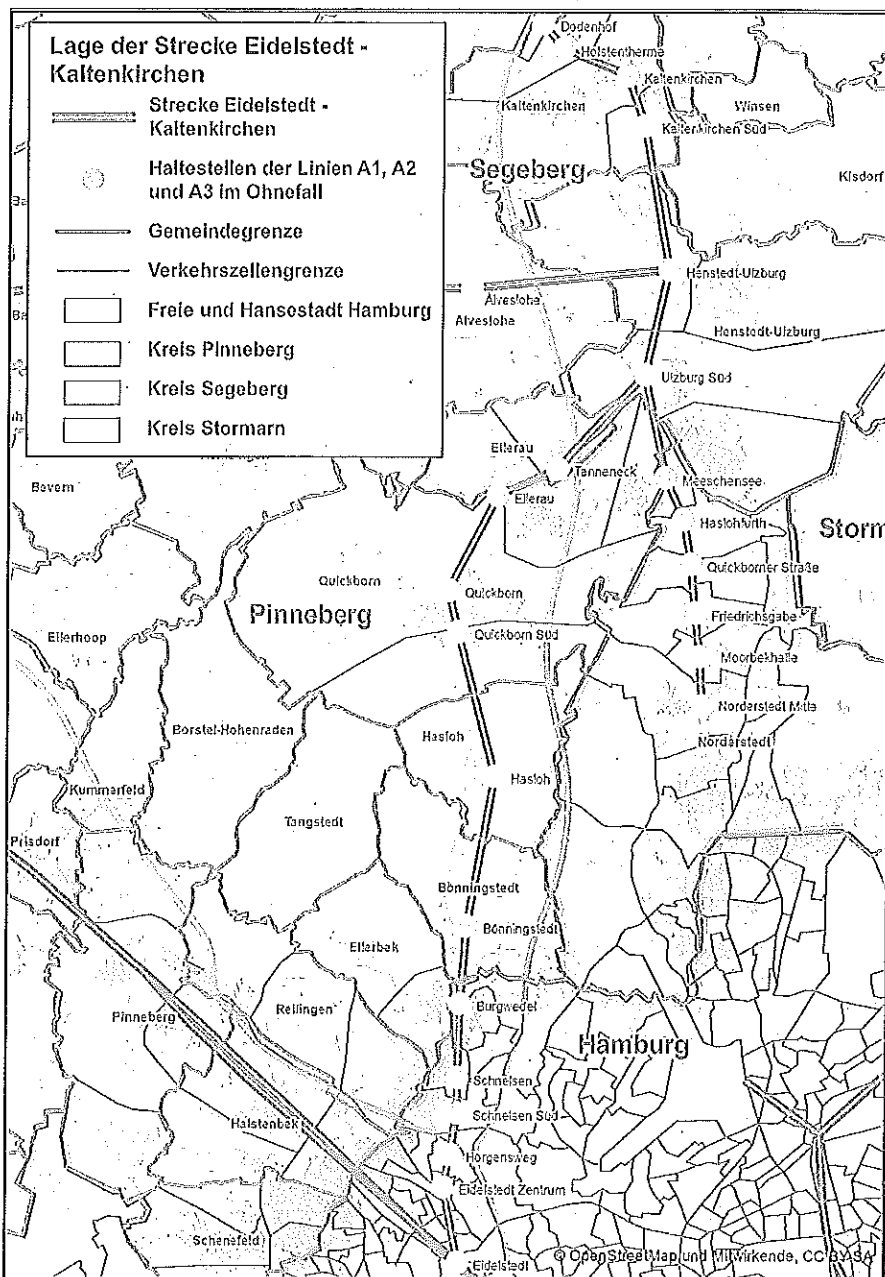 Lage der Strecke Eidelstedt -
Kaltenkirchen
Strecke Eidelstedt -
Kaltenkirchen
Haltestellen der Linien A1, A2
und A3 im Ohnefall
Gemeindegrenze
Verkehrszellengrenze
Freie und Hansestadt Hamburg
Kreis Pinneberg
Kreis Segeberg
Kreis Stormarn
Dodenhof
Holstentherme
Kaltenkirchen
Kaltenkirchen
Winsen
Kaltenkirchen Süd
Segeberg
Kisdorf
Henstedt-Ulzburg
Alveslohe
Alveslohe
Henstedt-Ulzburg
Ulzburg Süd
Ellerau
Tanneneck
Meeschensee
Bevern
Ellerau
Haslohfurth
Storm
Quickborner Straße
Quickborn
Quickborn
Pinneberg
Friedrichsgabe
Ellerhoop
Quickborn Süd
Moorbekhalle
Norderstedt Mitte
Borstel-Hohenraden
Hasloh
Norderstedt
Hasloh
Kummerfeld
Tangstedt
Prisdorf
Bönningstedt
Bönningstedt
Ellerbek
Rellingen
Burgwedel
Pinneberg
Hamburg
Schnelsen
Schnelsen Süd
Halstenbek
Hörgensweg
Eidelstedt Zentrum
Schenefeld
Eidelstedt
© OpenStreetMap und Mitwirkende, CC BY-SA